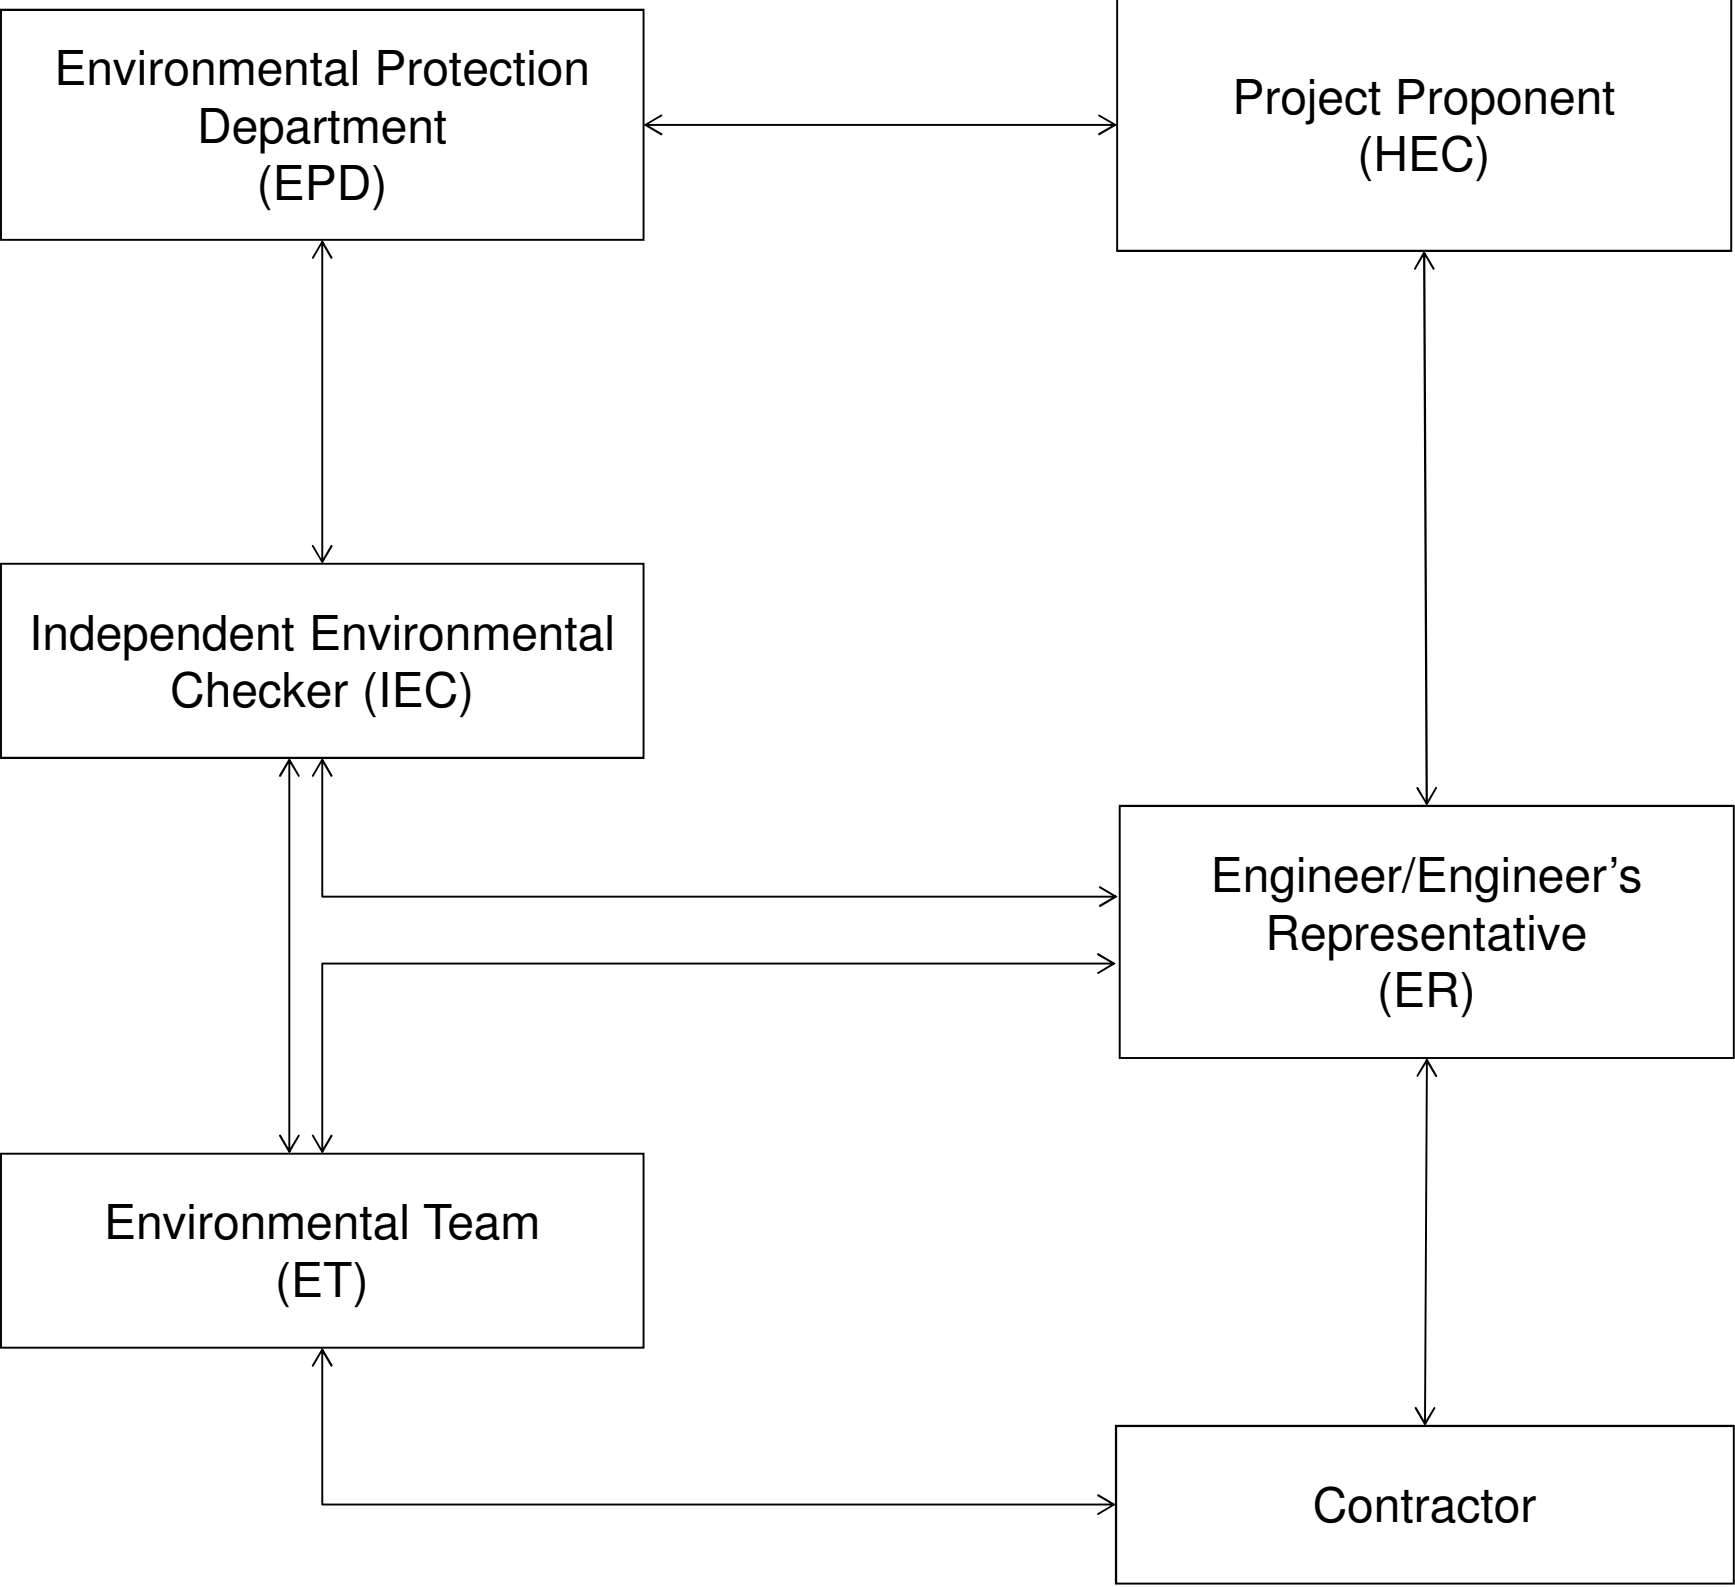 Environmental Protection
Department
(EPD)
Project Proponent
(HEC)
Independent Environmental
Checker (IEC)
Engineer/Engineer’s
Representative
(ER)
Environmental Team
(ET)
Contractor